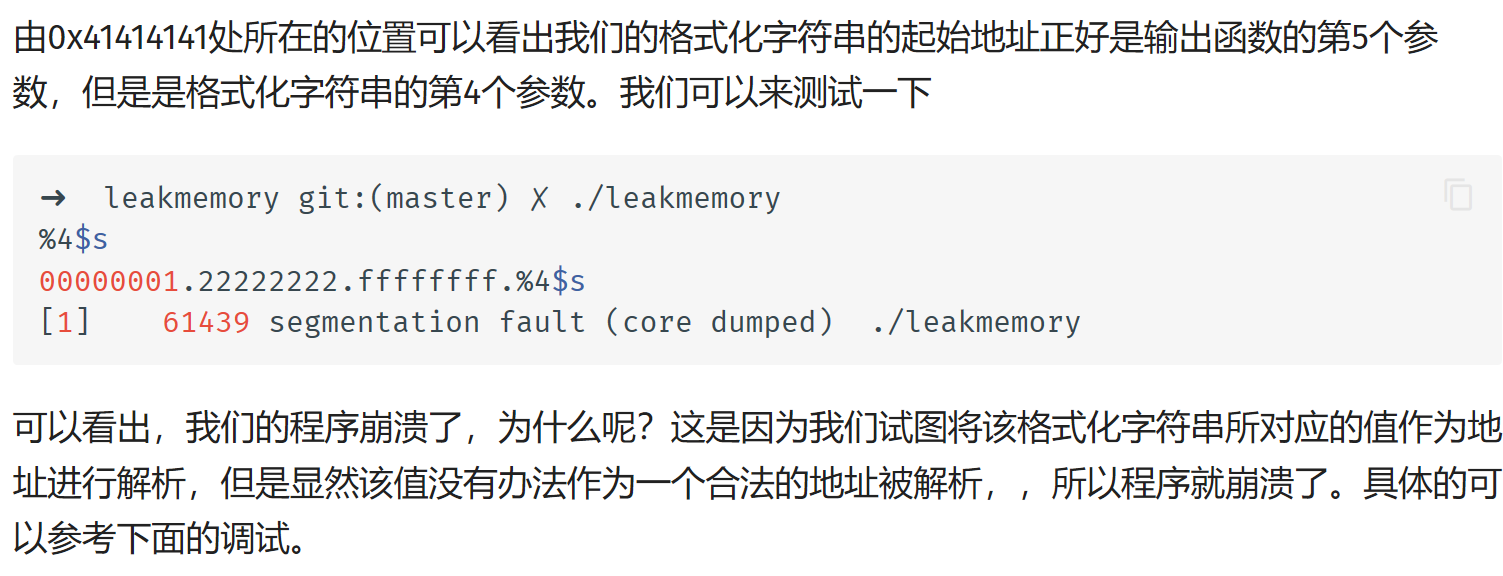 由0x41414141处所在的位置可以看出我们的格式化字符串的起始地址正好是输出函数的第5个参
数，但是是格式化字符串的第4个参数。我们可以来测试一下
➜  leakmemory git:(master) ✗ ./leakmemory
%4$s
00000001.22222222.ffffffff.%4$s
[1]    61439 segmentation fault (core dumped)  ./leakmemory
可以看出，我们的程序崩溃了，为什么呢？这是因为我们试图将该格式化字符串所对应的值作为地
址进行解析，但是显然该值没有办法作为一个合法的地址被解析，，所以程序就崩溃了。具体的可
以参考下面的调试。